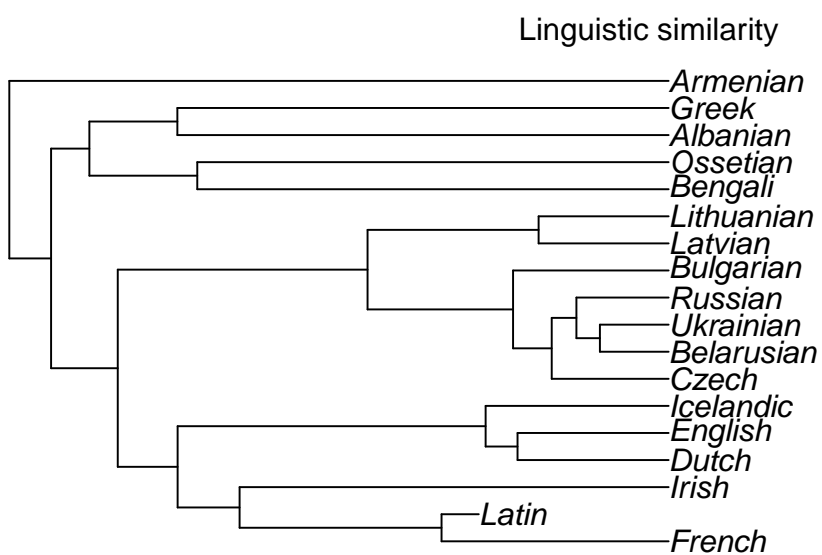 Linguistic similarity
Armenian
Greek
Albanian
Ossetian
Bengali
Lithuanian
Latvian
Bulgarian
Russian
Ukrainian
Belarusian
Czech
Icelandic
English
Dutch
Irish
Latin
French